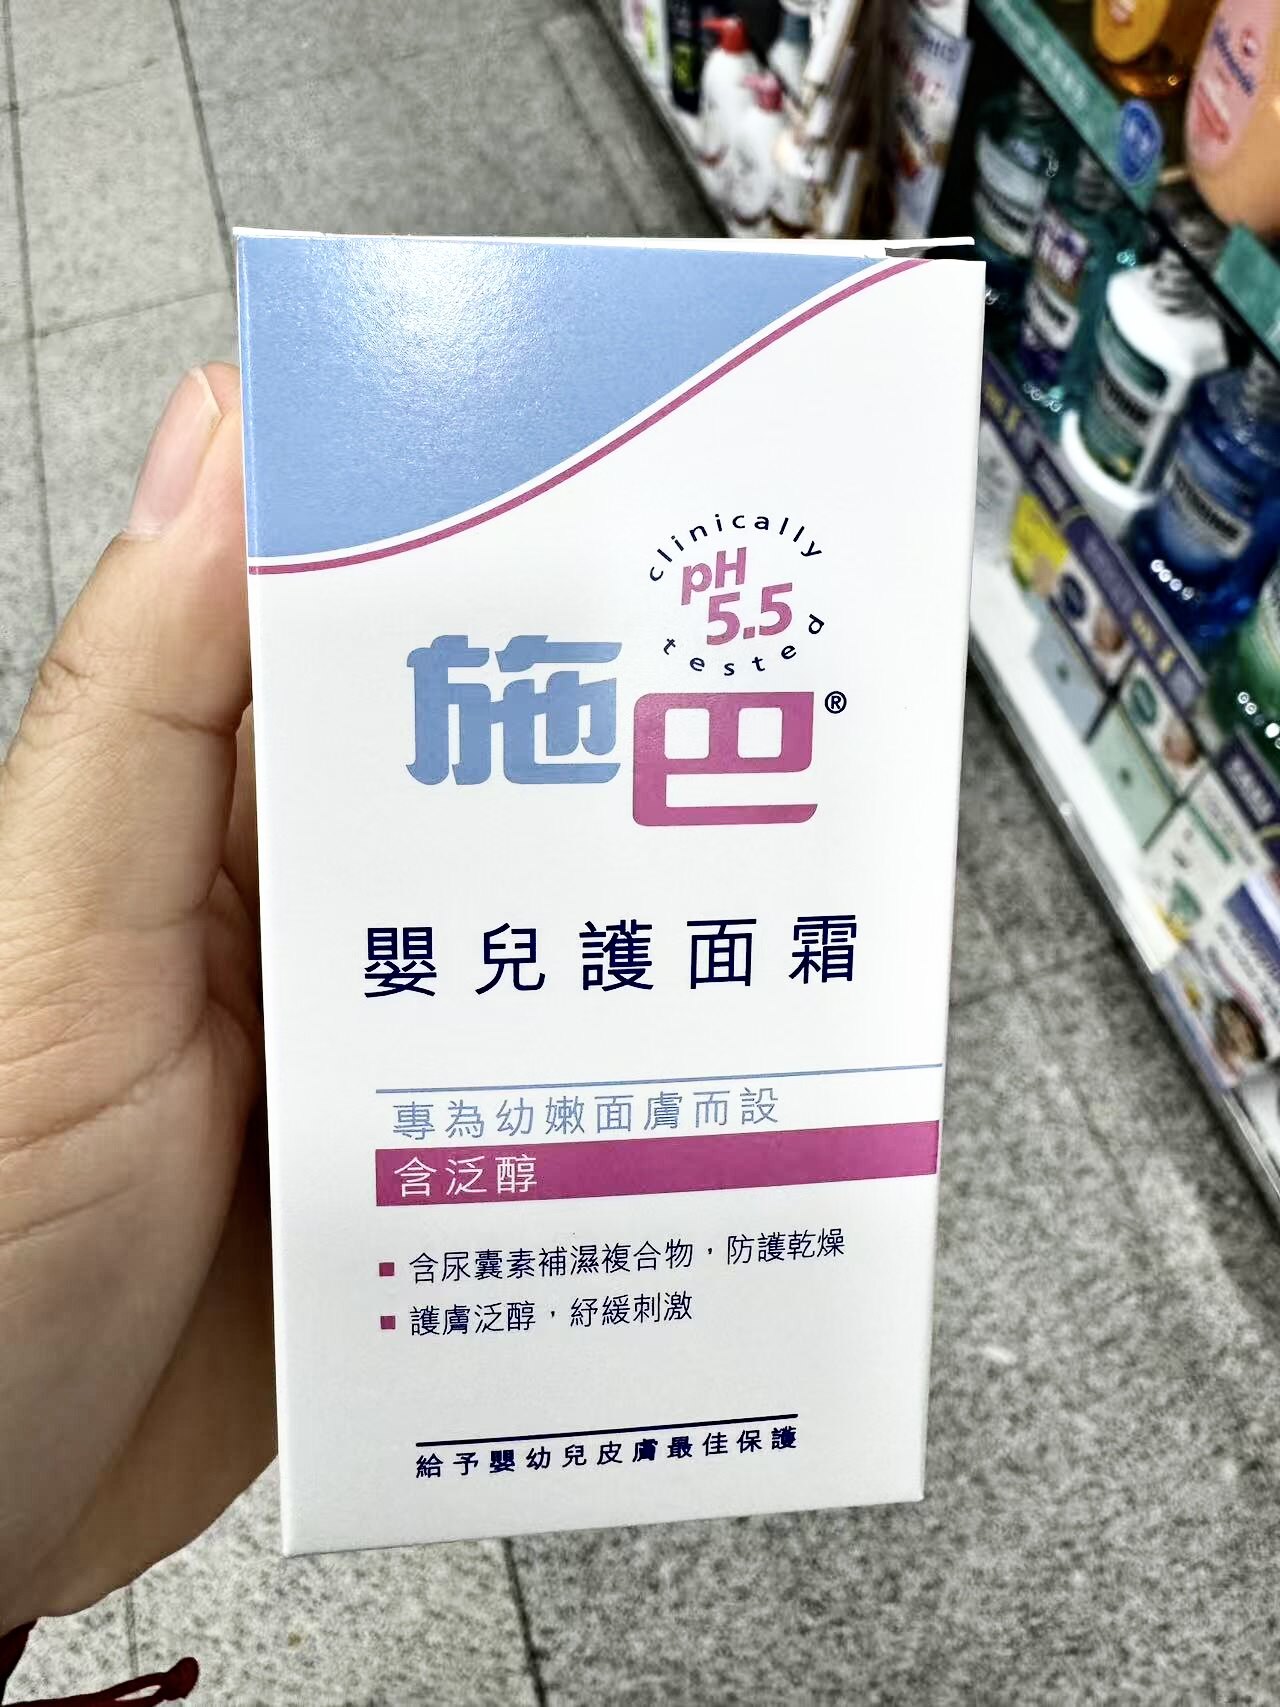 clinically
pH
5.5
tested
施巴®
嬰兒護面霜
專為幼嫩面膚而設
含泛醇
▪ 含尿囊素補濕複合物，防護乾燥
▪ 護膚泛醇，紓緩刺激
給予嬰幼兒皮膚最佳保護